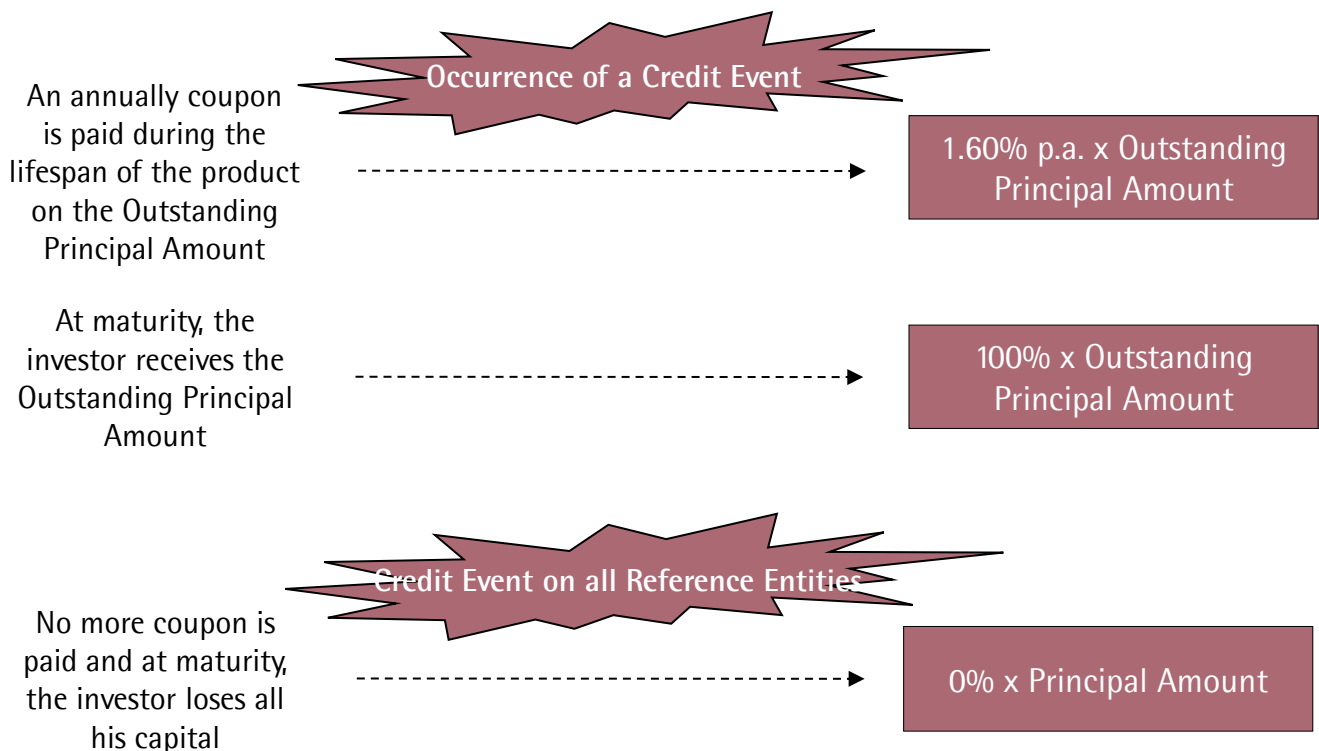 Occurrence of a Credit Event
An annually coupon
is paid during the
lifespan of the product
on the Outstanding
Principal Amount
1.60% p.a. x Outstanding
Principal Amount
At maturity, the
investor receives the
Outstanding Principal
Amount
100% x Outstanding
Principal Amount
Credit Event on all Reference Entities
No more coupon is
paid and at maturity,
the investor loses all
his capital
0% x Principal Amount